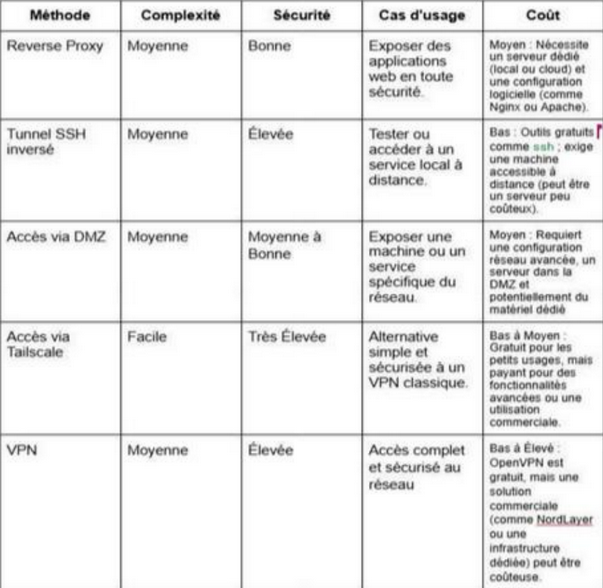 Méthode Complexité Sécurité Cas d'usage Coût
Reverse Proxy
Moyenne
Bonne
Exposer des
applications
web en toute
sécurité.
Moyen : Nécessite
un serveur dédié
(local ou cloud) et
une configuration
logicielle (comme
Nginx ou Apache).
Tunnel SSH
inversé
Moyenne
Élevée
Tester ou
accéder à un
service local à
distance.
Bas : Outils gratuits
comme ssh ; exige
une machine
accessible à
distance (peut être
un serveur peu
coûteux).
Accès via DMZ
Moyenne
Moyenne à
Bonne
Exposer une
machine ou un
service
spécifique du
réseau.
Moyen : Requiert
une configuration
réseau avancée, un
serveur dans la
DMZ et
potentiellement du
matériel dédié
Accès via
Tailscale
Facile
Très Élevée
Alternative
simple et
sécurisée à un
VPN classique.
Bas à Moyen :
Gratuit pour les
petits usages, mais
payant pour des
fonctionnalités
avancées ou une
utilisation
commerciale.
VPN
Moyenne
Élevée
Accès complet
et sécurisé au
réseau
Bas à Élevé :
OpenVPN est
gratuit, mais une
solution
commerciale
(comme NordLayer
ou une
infrastructure
dédiée) peut être
coûteuse.